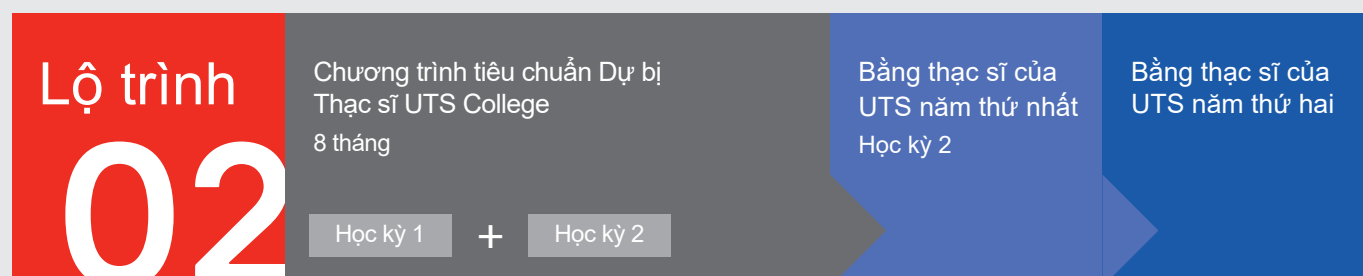 Lộ trình
02
Chương trình tiêu chuẩn Dự bị
Thạc sĩ UTS College
8 tháng
Học kỳ 1
+
Học kỳ 2
Bằng thạc sĩ của
UTS năm thứ nhất
Học kỳ 2
Bằng thạc sĩ của
UTS năm thứ hai